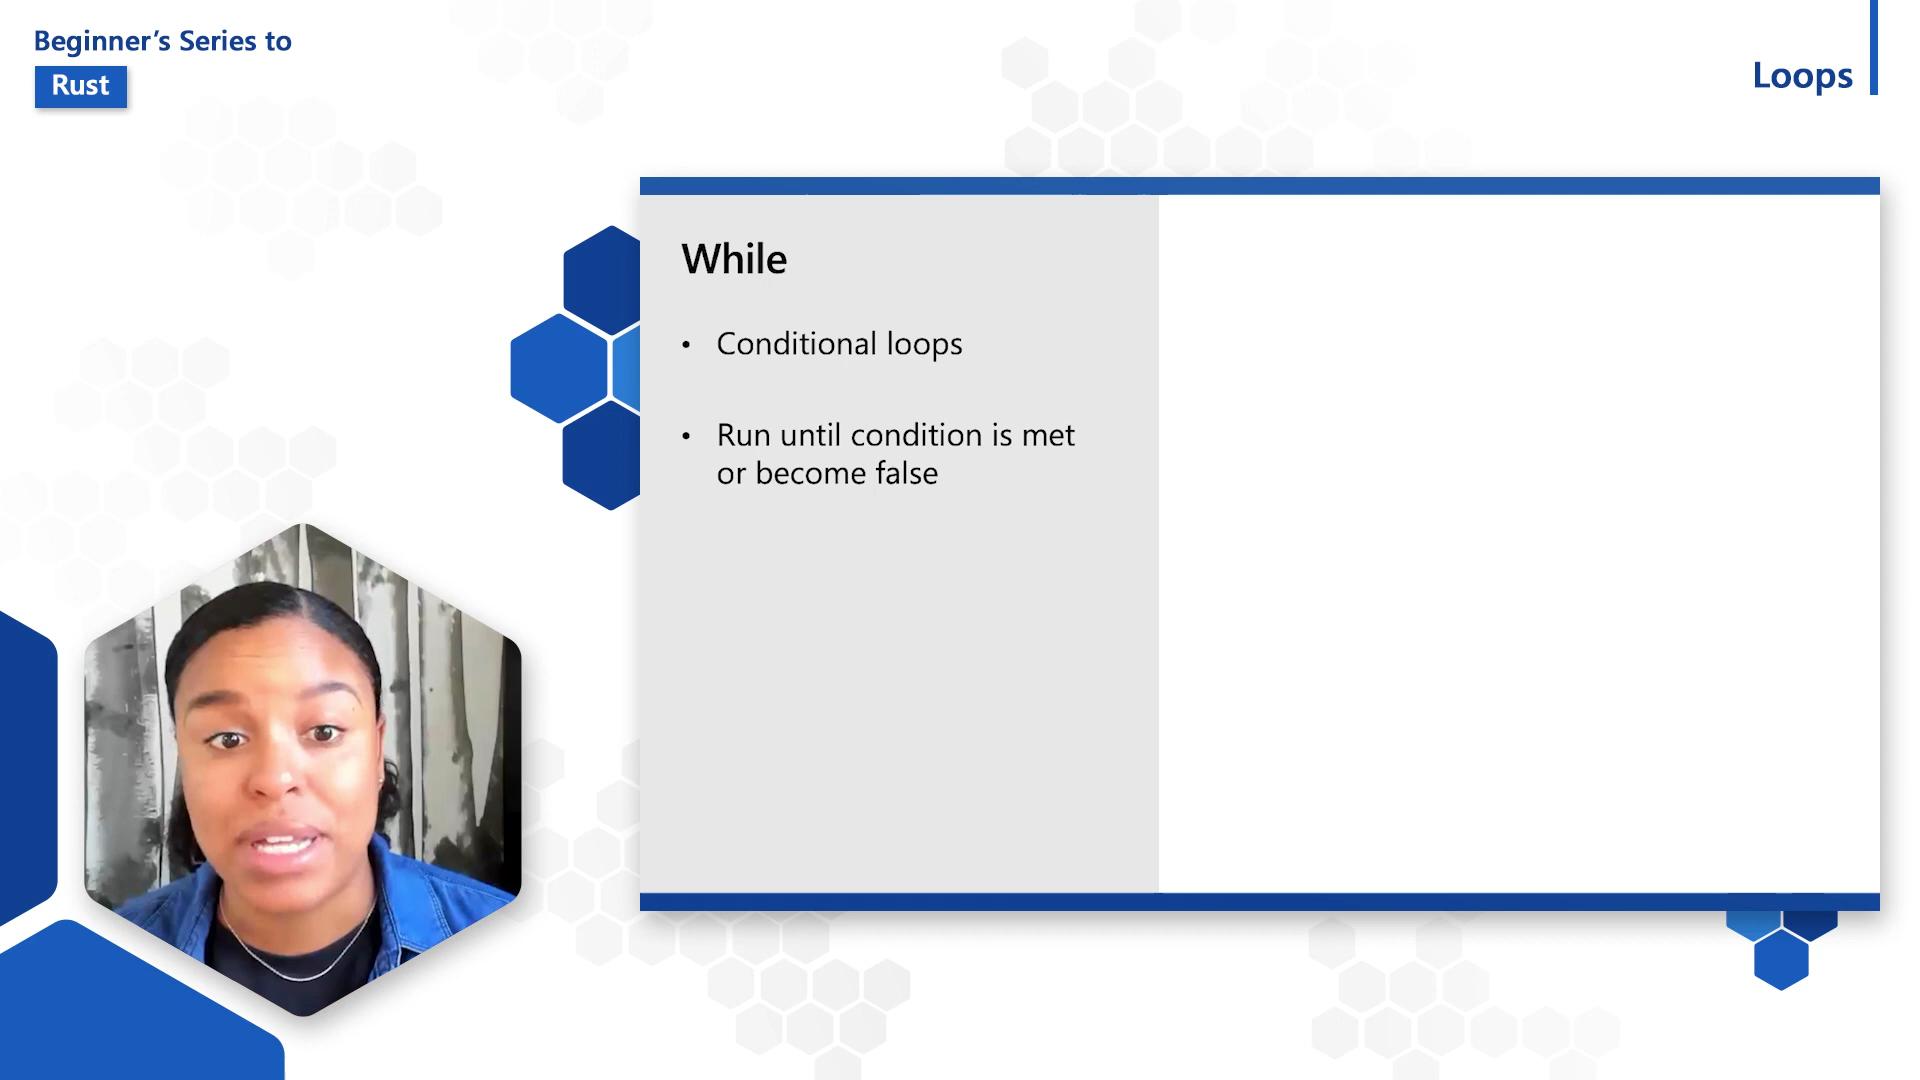 Beginner’s Series to
Rust
Loops
While
• Conditional loops
• Run until condition is met
or become false